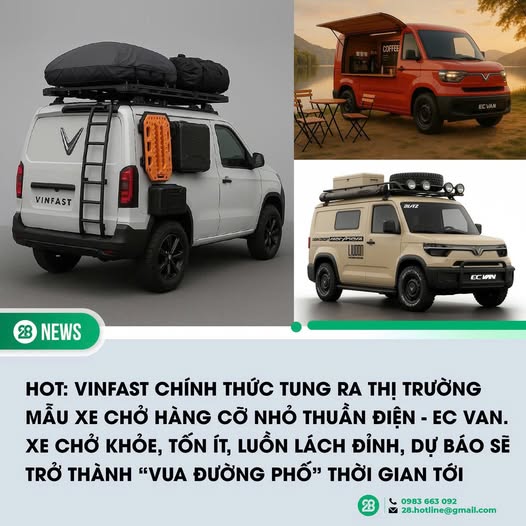 VINFAST
COFFEE
EC VAN
EC VAN
28 NEWS
HOT: VINFAST CHÍNH THỨC TUNG RA THỊ TRƯỜNG
MẪU XE CHỞ HÀNG CỠ NHỎ THUẦN ĐIỆN - EC VAN.
XE CHỞ KHỎE, TỐN ÍT, LUỒN LÁCH ĐỈNH, DỰ BÁO SẼ
TRỞ THÀNH “VUA ĐƯỜNG PHỐ” THỜI GIAN TỚI
28
0983 663 092
28.hotline@gmail.com